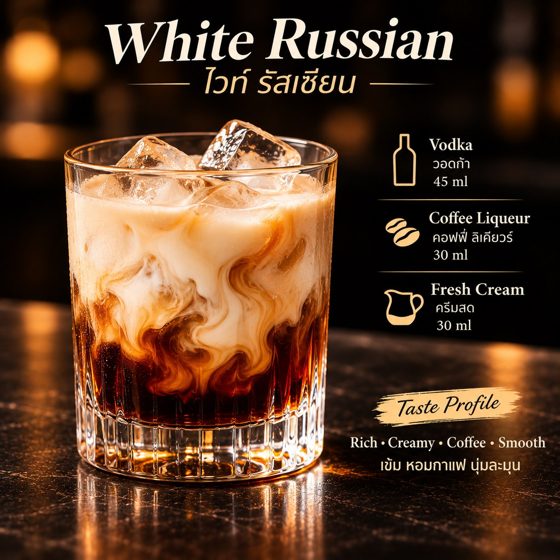 White Russian
ไวท์ รัสเซียน
Vodka
วอดก้า
45 ml
Coffee Liqueur
คอฟฟี่ ลิเคียวร์
30 ml
Fresh Cream
ครีมสด
30 ml
Taste Profile
Rich • Creamy • Coffee • Smooth
เข้ม หอมกาแฟ นุ่มละมุน